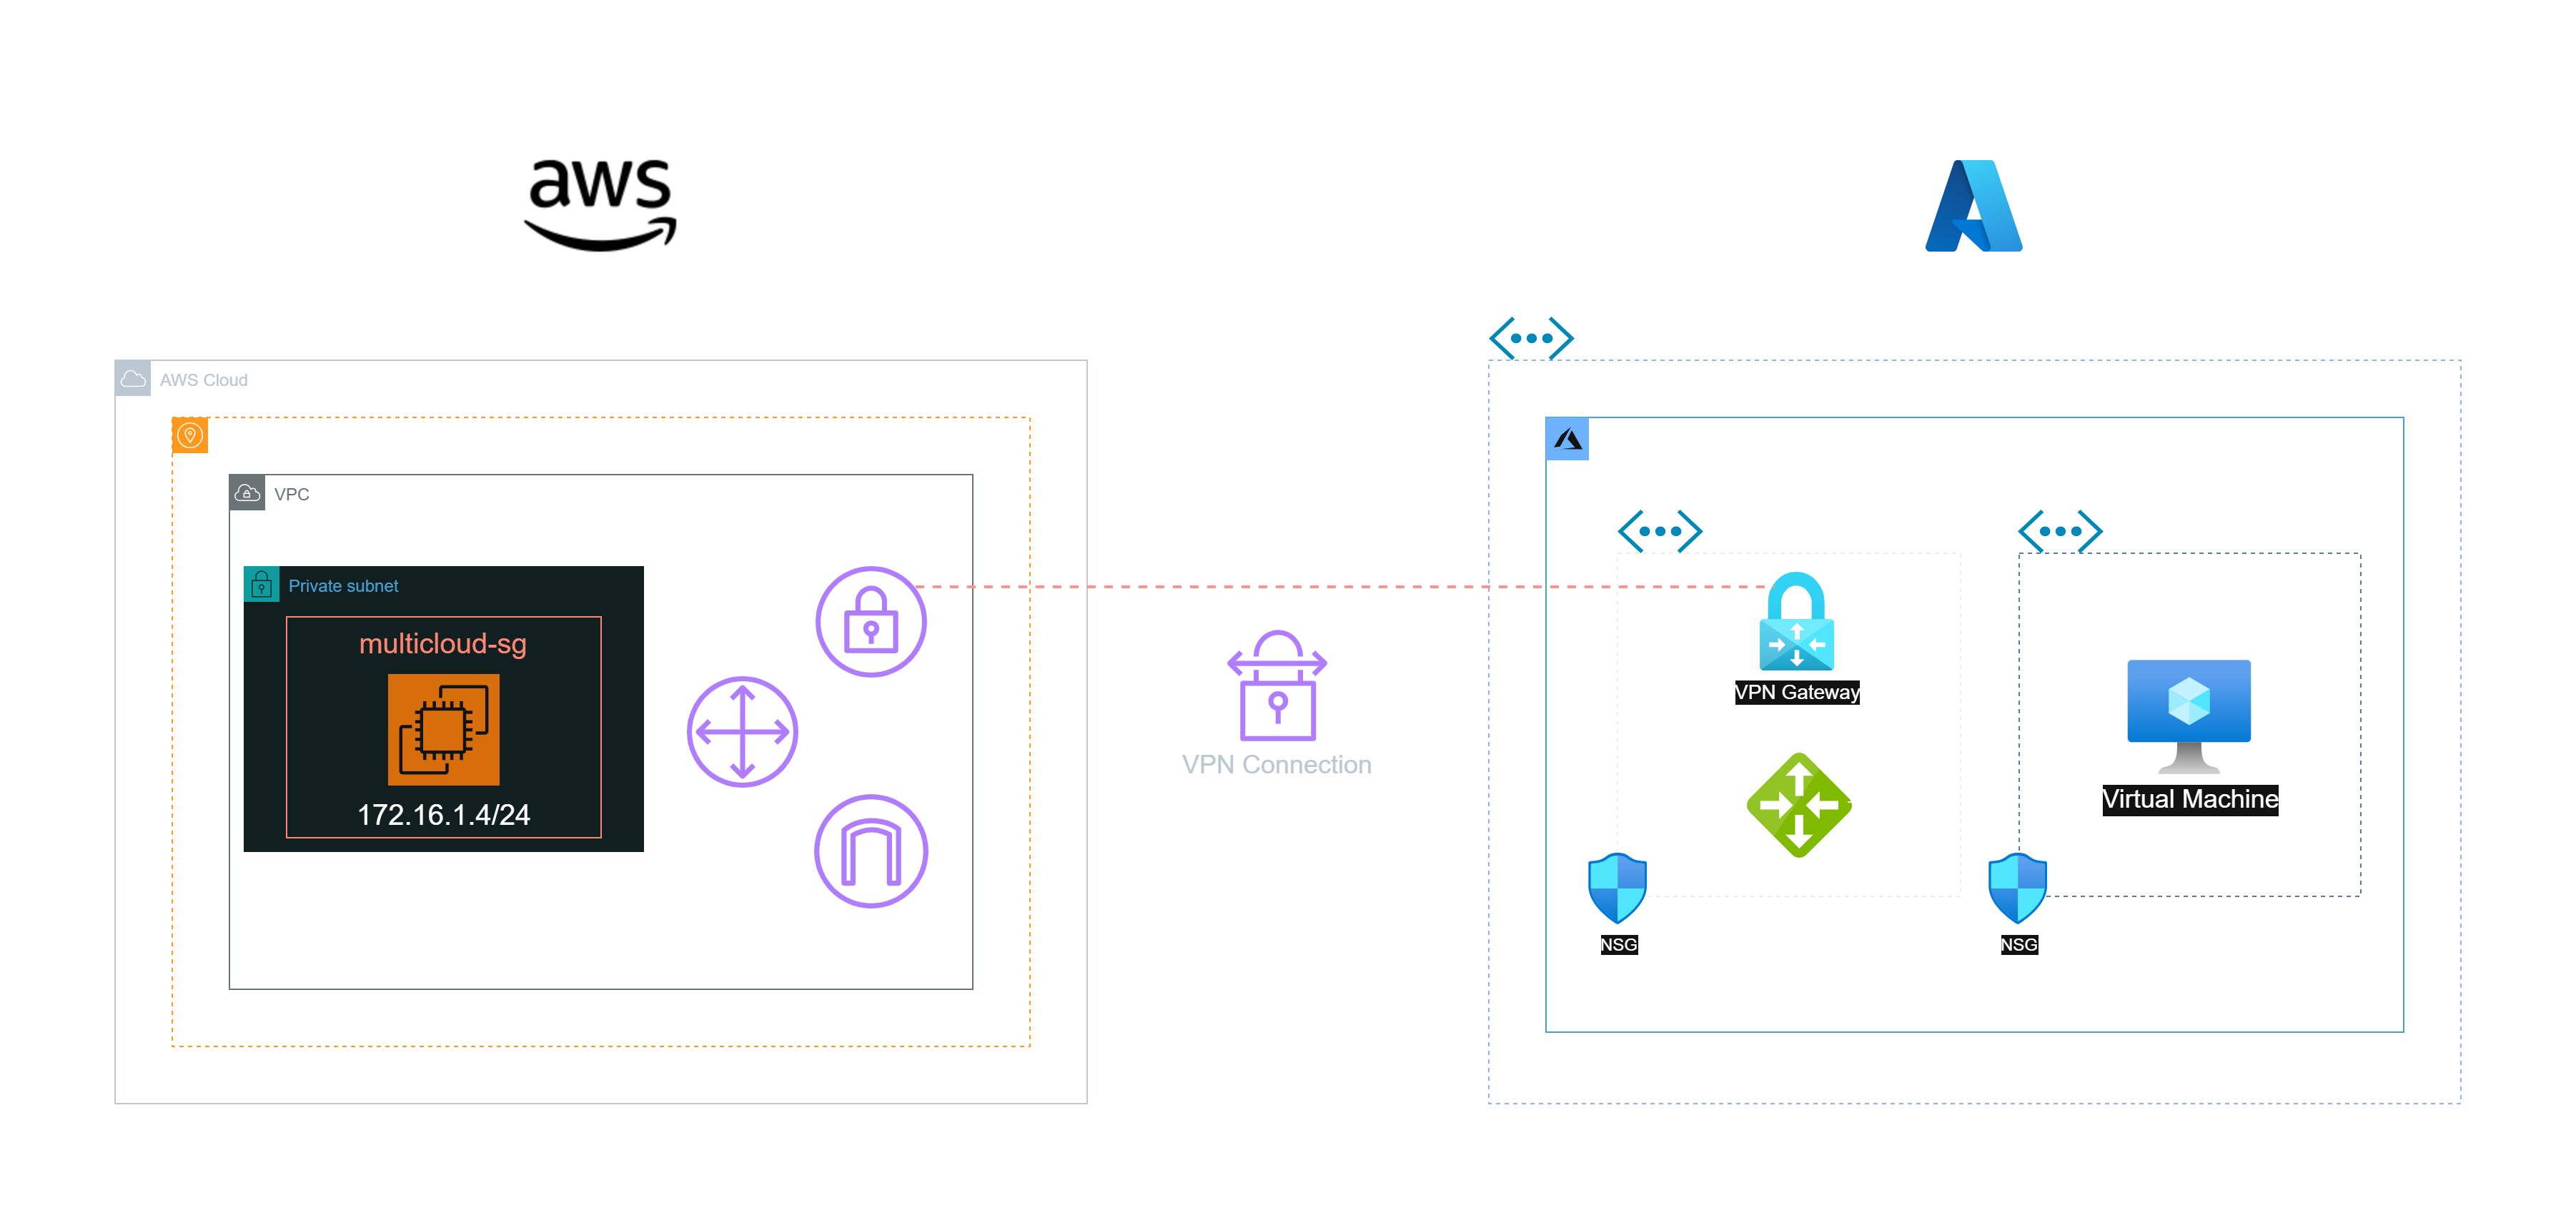 aws
AWS Cloud
VPC
Private subnet
multicloud-sg
172.16.1.4/24
VPN Connection
VPN Gateway
Virtual Machine
NSG
NSG